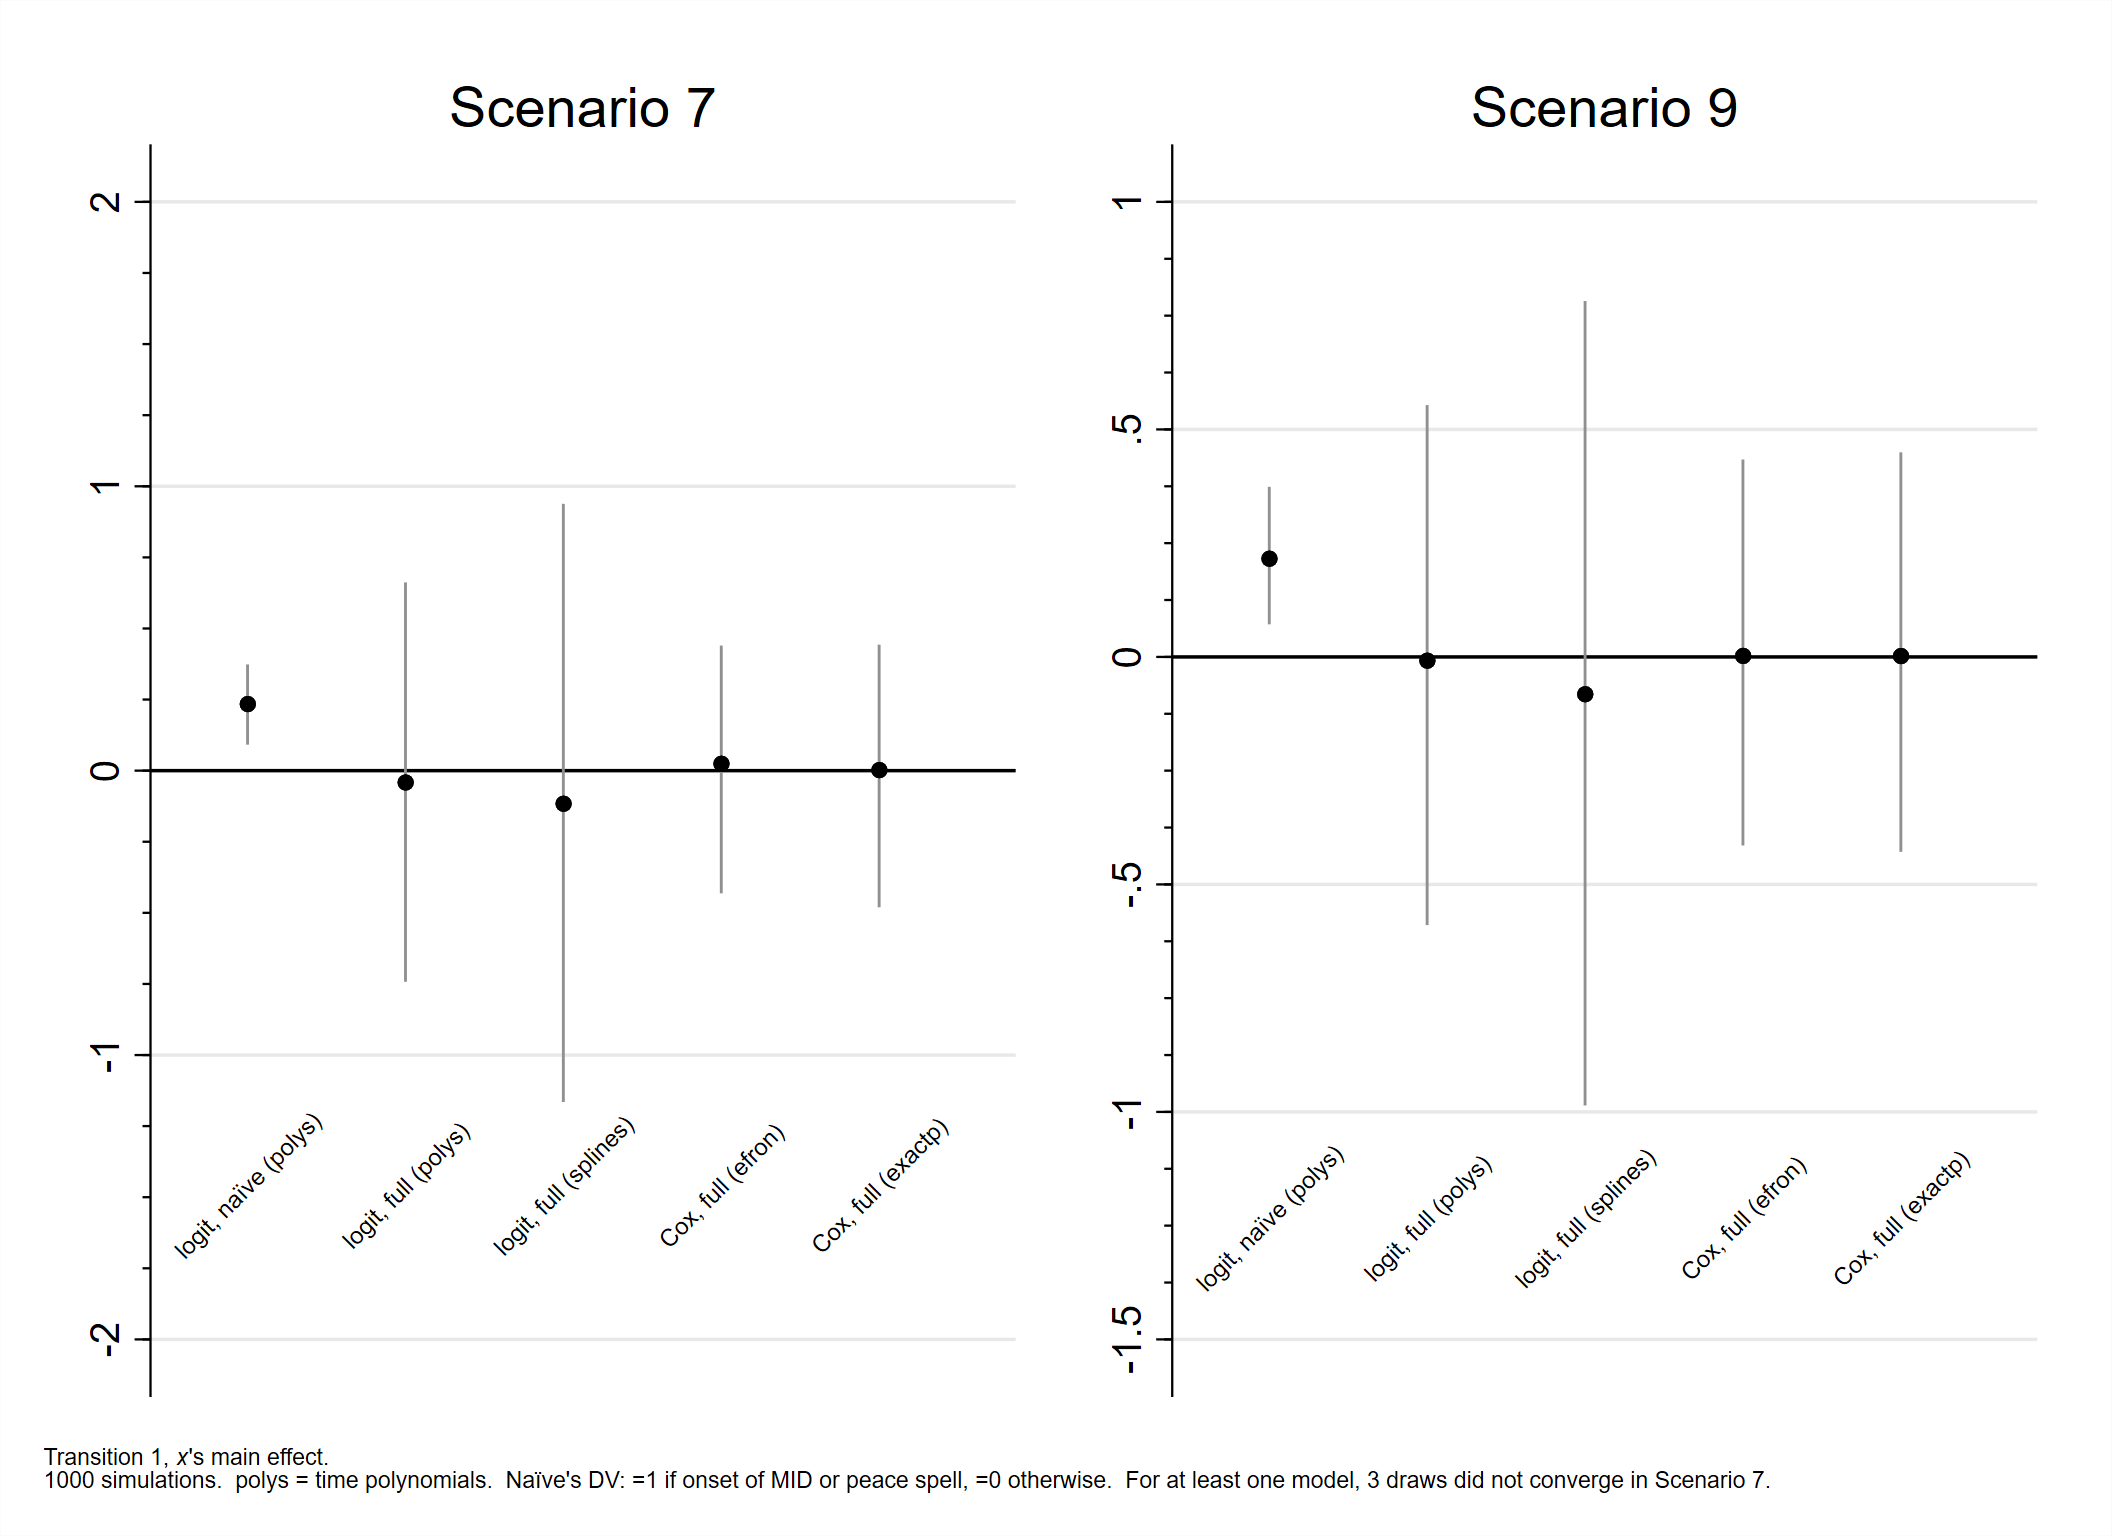 Scenario 7
2
1
0
-1
-2
logit, naïve (polys)
logit, full (polys)
logit, full (splines)
Cox, full (efron)
Cox, full (exactp)
Scenario 9
1
.5
0
-.5
-1
-1.5
logit, naïve (polys)
logit, full (polys)
logit, full (splines)
Cox, full (efron)
Cox, full (exactp)
Transition 1, x's main effect.
1000 simulations.  polys = time polynomials.  Naïve's DV: =1 if onset of MID or peace spell, =0 otherwise.  For at least one model, 3 draws did not converge in Scenario 7.